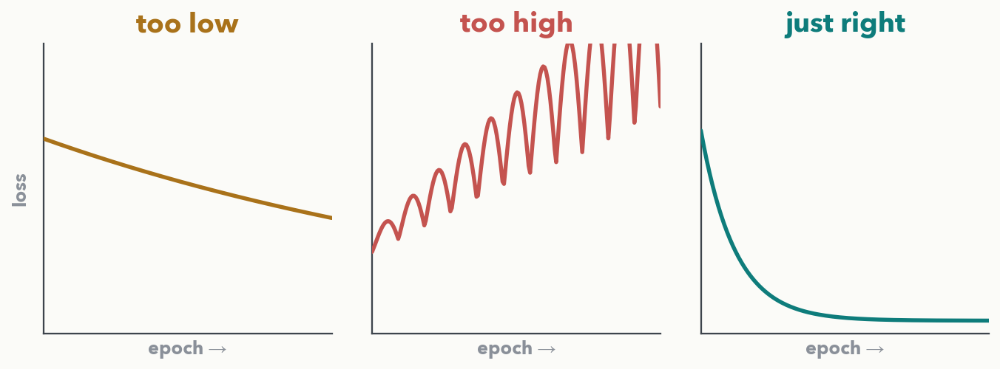 too low
too high
just right
loss
epoch →
epoch →
epoch →